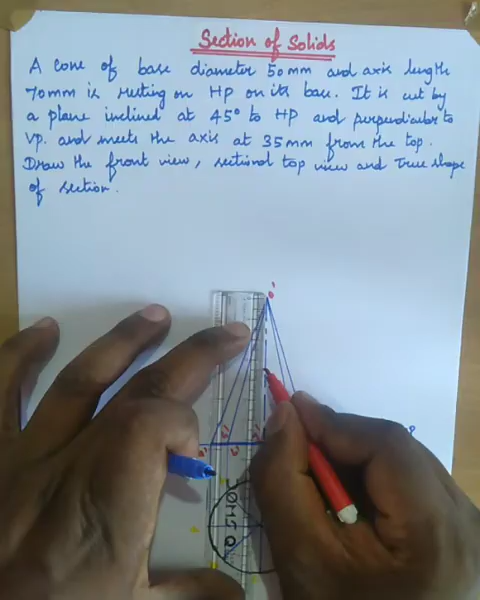 Section of Solids
A Cone of base diameter 50mm and axis length
70mm is resting on HP on its base. It is cut by
a plane inclined at 45° to HP and perpendicular to
VP. and meets the axis at 35mm from the top.
Draw the front view, sectional top view and True shape
of section.